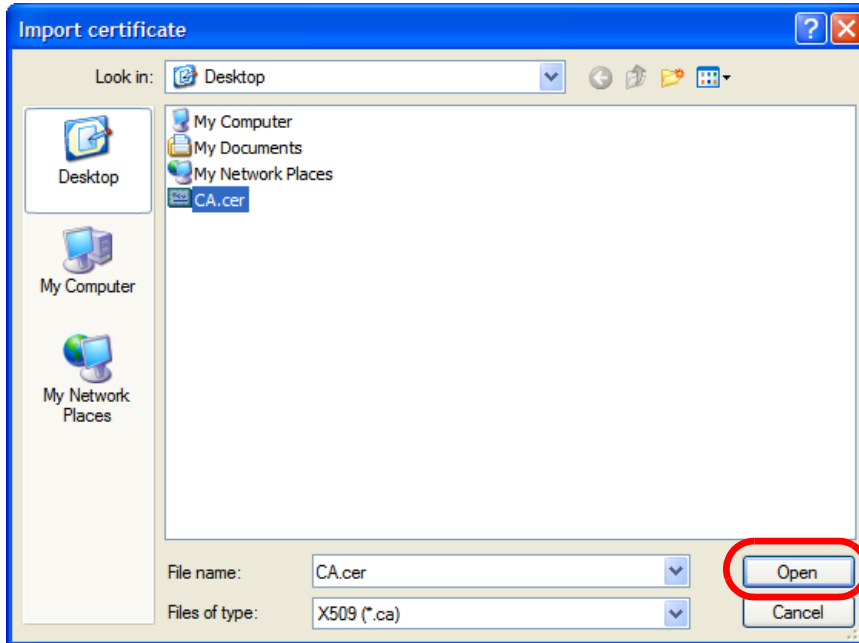 Import certificate
Look in:
Desktop
My Computer
My Documents
My Network Places
CA.cer
Desktop
My Computer
My Network
Places
File name:
CA.cer
Open
Files of type:
X509 (*.ca)
Cancel